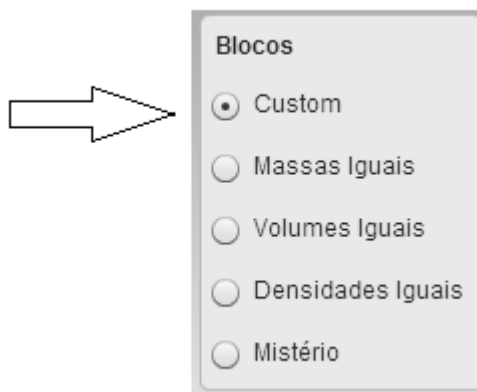 Blocos
Custom
Massas Iguais
Volumes Iguais
Densidades Iguais
Mistério